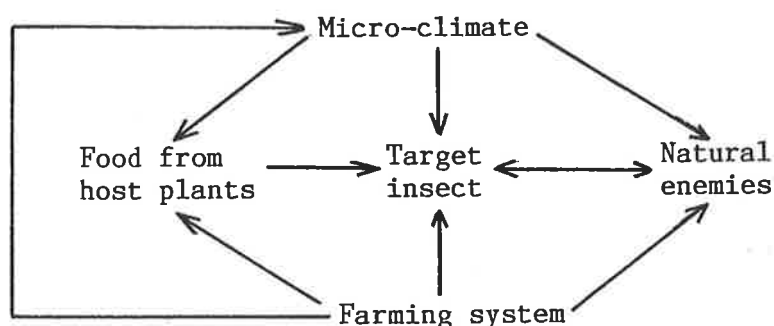 Micro-climate
Food from
host plants
Target
insect
Natural
enemies
Farming system